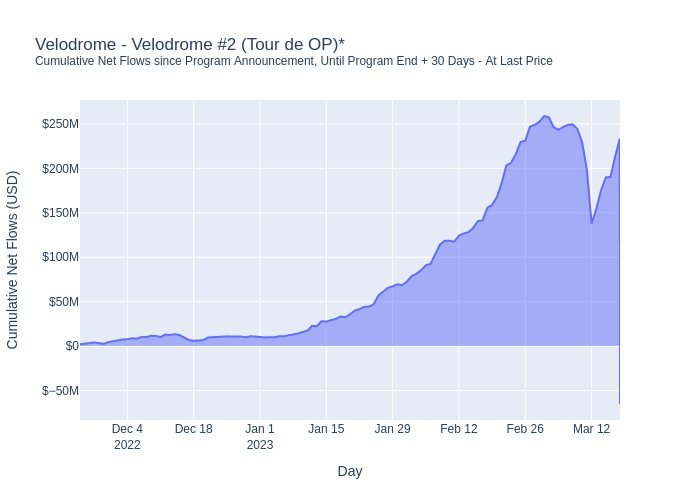 Velodrome - Velodrome #2 (Tour de OP)*
Cumulative Net Flows since Program Announcement, Until Program End + 30 Days - At Last Price
$250M
$200M
$150M
$100M
$50M
$0
$−50M
Cumulative Net Flows (USD)
Dec 4
2022
Dec 18
Jan 1
2023
Jan 15
Jan 29
Feb 12
Feb 26
Mar 12
Day